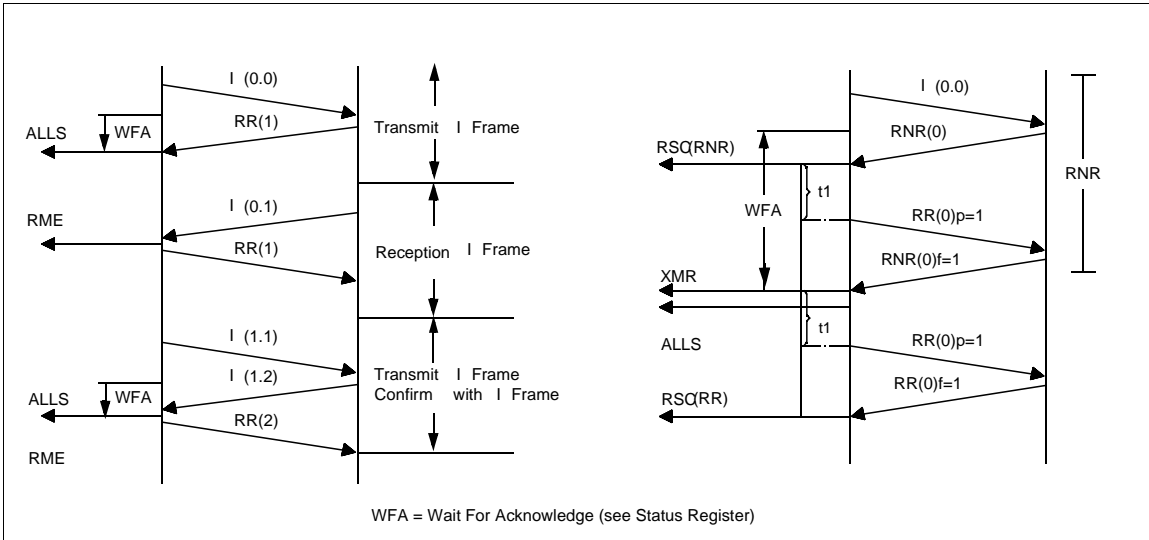 I (0.0)
ALLS
WFA
RR(1)
Transmit I Frame
RME
I (0.1)
RR(1)
Reception I Frame
I (1.1)
I (1.2)
ALLS
WFA
RR(2)
RME
Transmit I Frame
Confirm with I Frame
I (0.0)
RNR(0)
RSC(RNR)
t1
WFA
RNR
RR(0)p=1
RNR(0)f=1
XMR
t1
ALLS
RR(0)p=1
RR(0)f=1
RSC(RR)
WFA = Wait For Acknowledge (see Status Register)